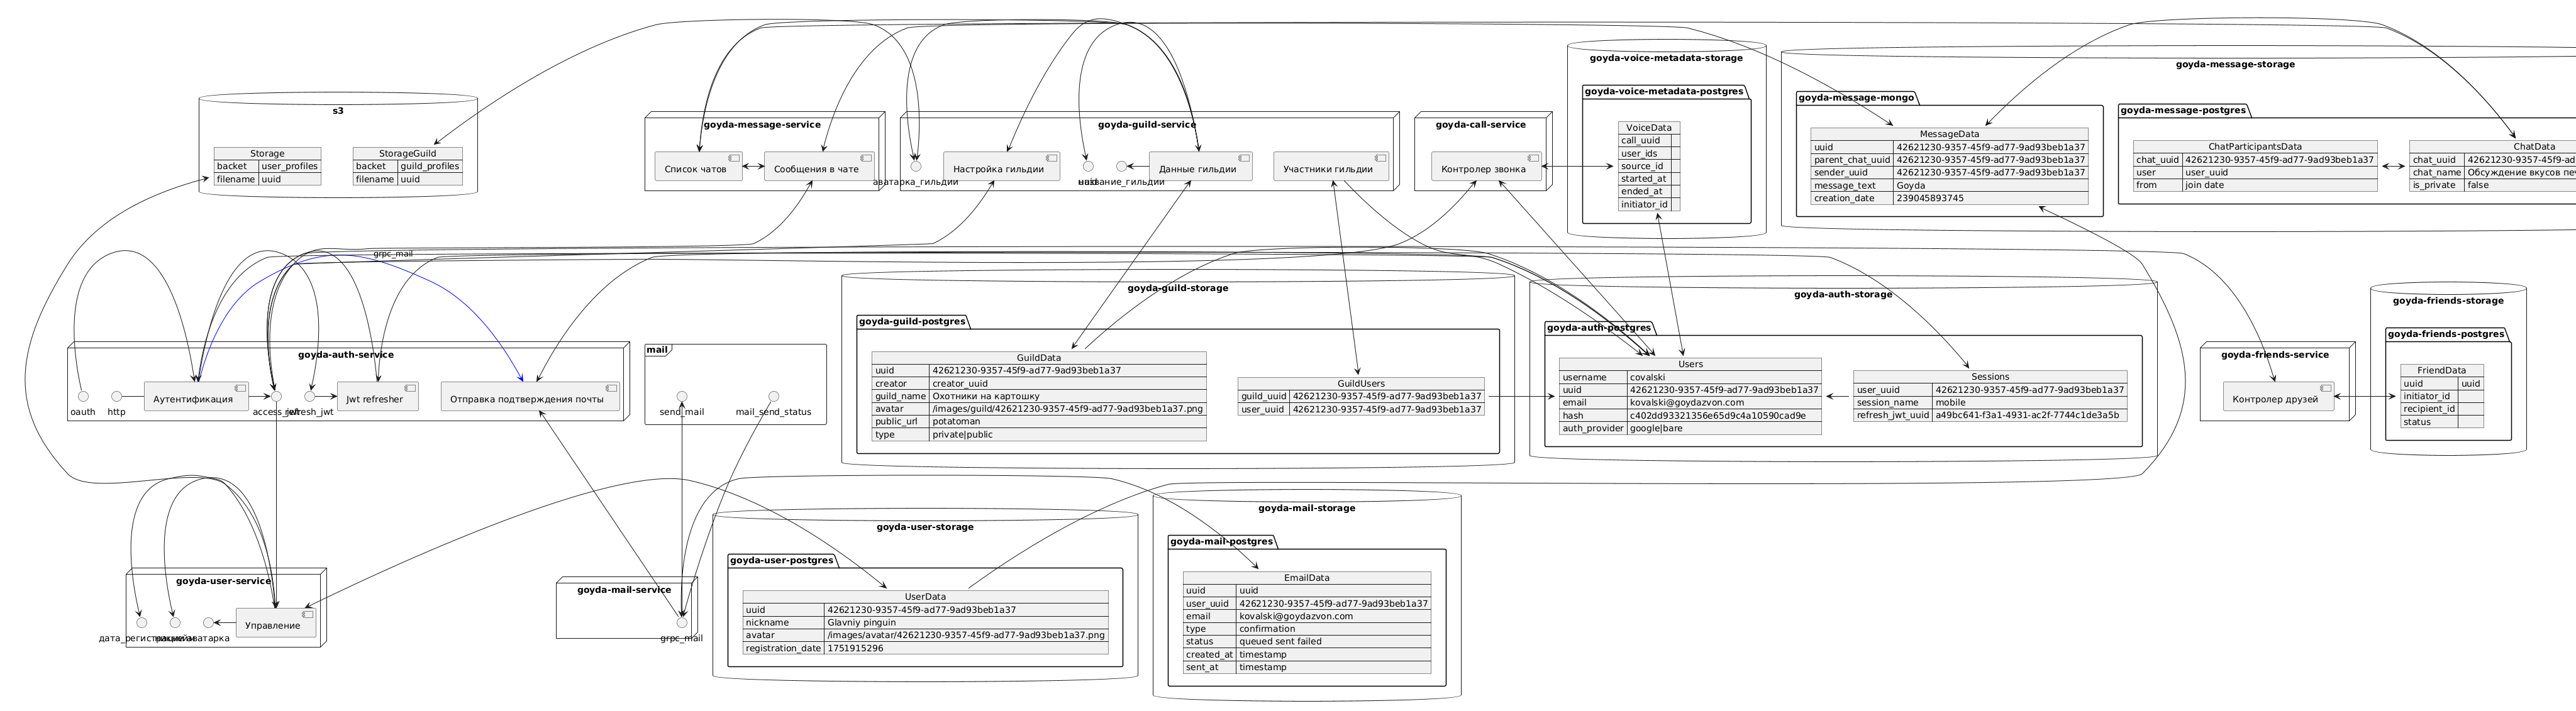 s3
Storage
backet user_profiles
filename uuid
StorageGuild
backet guild_profiles
filename uuid
goyda-message-service
Список чатов
Сообщения в чате
goyda-guild-service
аватарка_гильдии
Настройка гильдии
название_гильдии
Данные гильдии
Участники гильдии
goyda-call-service
Контролер звонка
goyda-voice-metadata-storage
goyda-voice-metadata-postgres
VoiceData
call_uuid
user_ids
source_id
started_at
ended_at
initiator_id
goyda-message-storage
goyda-message-mongo
MessageData
uuid 42621230-9357-45f9-ad77-9ad93beb1a37
parent_chat_uuid 42621230-9357-45f9-ad77-9ad93beb1a37
sender_uuid 42621230-9357-45f9-ad77-9ad93beb1a37
message_text Goyda
creation_date 239045893745
goyda-message-postgres
ChatParticipantsData
chat_uuid 42621230-9357-45f9-ad77-9ad93beb1a37
user user_uuid
from join date
ChatData
chat_uuid 42621230-9357-45f9-a
chat_name Обсуждение вкусов пе
is_private false
grpc_mail
goyda-auth-service
oauth
http
Аутентификация
access_jwt
refresh_jwt
Jwt refresher
Отправка подтверждения почты
mail
send_mail
mail_send_status
goyda-guild-storage
goyda-guild-postgres
GuildData
uuid 42621230-9357-45f9-ad77-9ad93beb1a37
creator creator_uuid
guild_name Охотники на картошку
avatar /images/guild/42621230-9357-45f9-ad77-9ad93beb1a37.png
public_url potatoman
type private|public
GuildUsers
guild_uuid 42621230-9357-45f9-ad77-9ad93beb1a37
user_uuid 42621230-9357-45f9-ad77-9ad93beb1a37
goyda-auth-storage
goyda-auth-postgres
Users
username covalski
uuid 42621230-9357-45f9-ad77-9ad93beb1a37
email kovalski@goydazvon.com
hash c402dd93321356e65d9c4a10590cad9e
auth_provider google|bare
Sessions
user_uuid 42621230-9357-45f9-ad77-9ad93beb1a37
session_name mobile
refresh_jwt_uuid a49bc641-f3a1-4931-ac2f-7744c1de3a5b
goyda-friends-service
Контролер друзей
goyda-friends-storage
goyda-friends-postgres
FriendData
uuid uuid
initiator_id
recipient_id
status
goyda-user-service
аватарка
Управление
goyda-mail-service
grpc_mail
goyda-user-storage
goyda-user-postgres
UserData
uuid 42621230-9357-45f9-ad77-9ad93beb1a37
nickname Glavniy pinguin
avatar /images/avatar/42621230-9357-45f9-ad77-9ad93beb1a37.png
registration_date 1751915296
goyda-mail-storage
goyda-mail-postgres
EmailData
uuid uuid
user_uuid 42621230-9357-45f9-ad77-9ad93beb1a37
email kovalski@goydazvon.com
type confirmation
status queued sent failed
created_at timestamp
sent_at timestamp